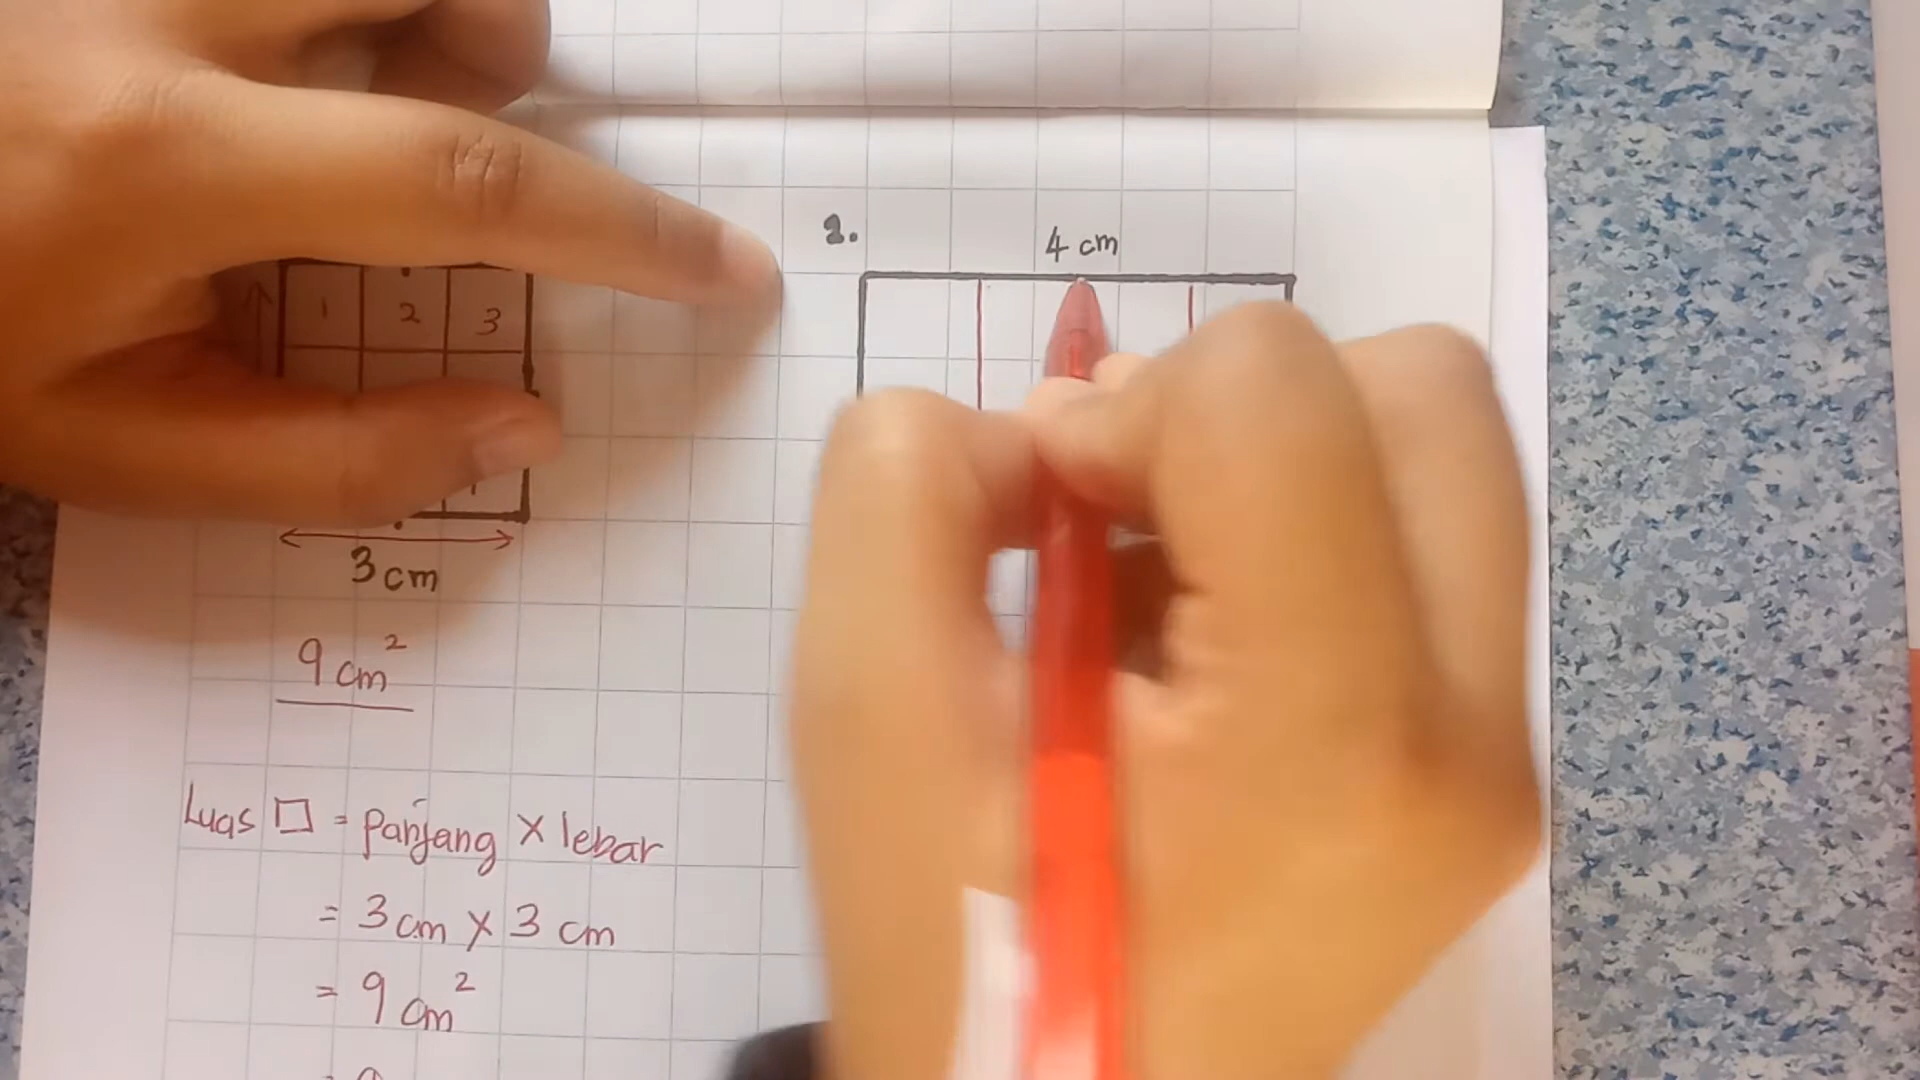 1 2 3
3 cm
9 cm²
Luas □ = panjang × lebar
= 3 cm × 3 cm
= 9 cm²
2.
4 cm